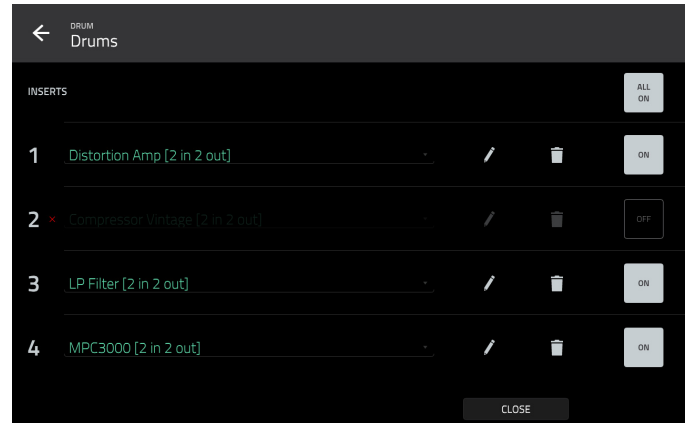 DRUM
Drums
INSERTS
ALL
ON
1 Distortion Amp [2 in 2 out] ON
2 × Compressor Vintage [2 in 2 out] OFF
3 LP Filter [2 in 2 out] ON
4 MPC3000 [2 in 2 out] ON
CLOSE